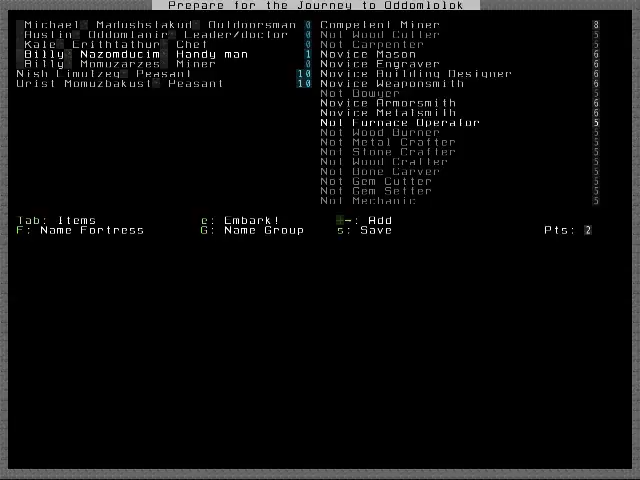 Prepare for the Journey to Oddomlolok
Michael Madushslakud Outdoorsman 0
Austin Oddomlanir Leader/doctor 0
Kale Erithtathur Chef 0
Billy Nazomducim Handy man 1
Billy Momuzarzes Miner 0
Nish Limulzeg Peasant 10
Urist Momuzbakust Peasant 10
Competent Miner 8
Not Wood Cutter 5
Not Carpenter 5
Novice Mason 6
Novice Engraver 6
Novice Building Designer 6
Novice Weaponsmith 6
Not Bowyer 5
Novice Armorsmith 6
Novice Metalsmith 6
Not Furnace Operator 5
Not Wood Burner 5
Not Metal Crafter 5
Not Stone Crafter 5
Not Wood Crafter 5
Not Bone Carver 5
Not Gem Cutter 5
Not Gem Setter 5
Not Mechanic 5
Tab: Items e: Embark! +-: Add
F: Name Fortress G: Name Group s: Save Pts: 2